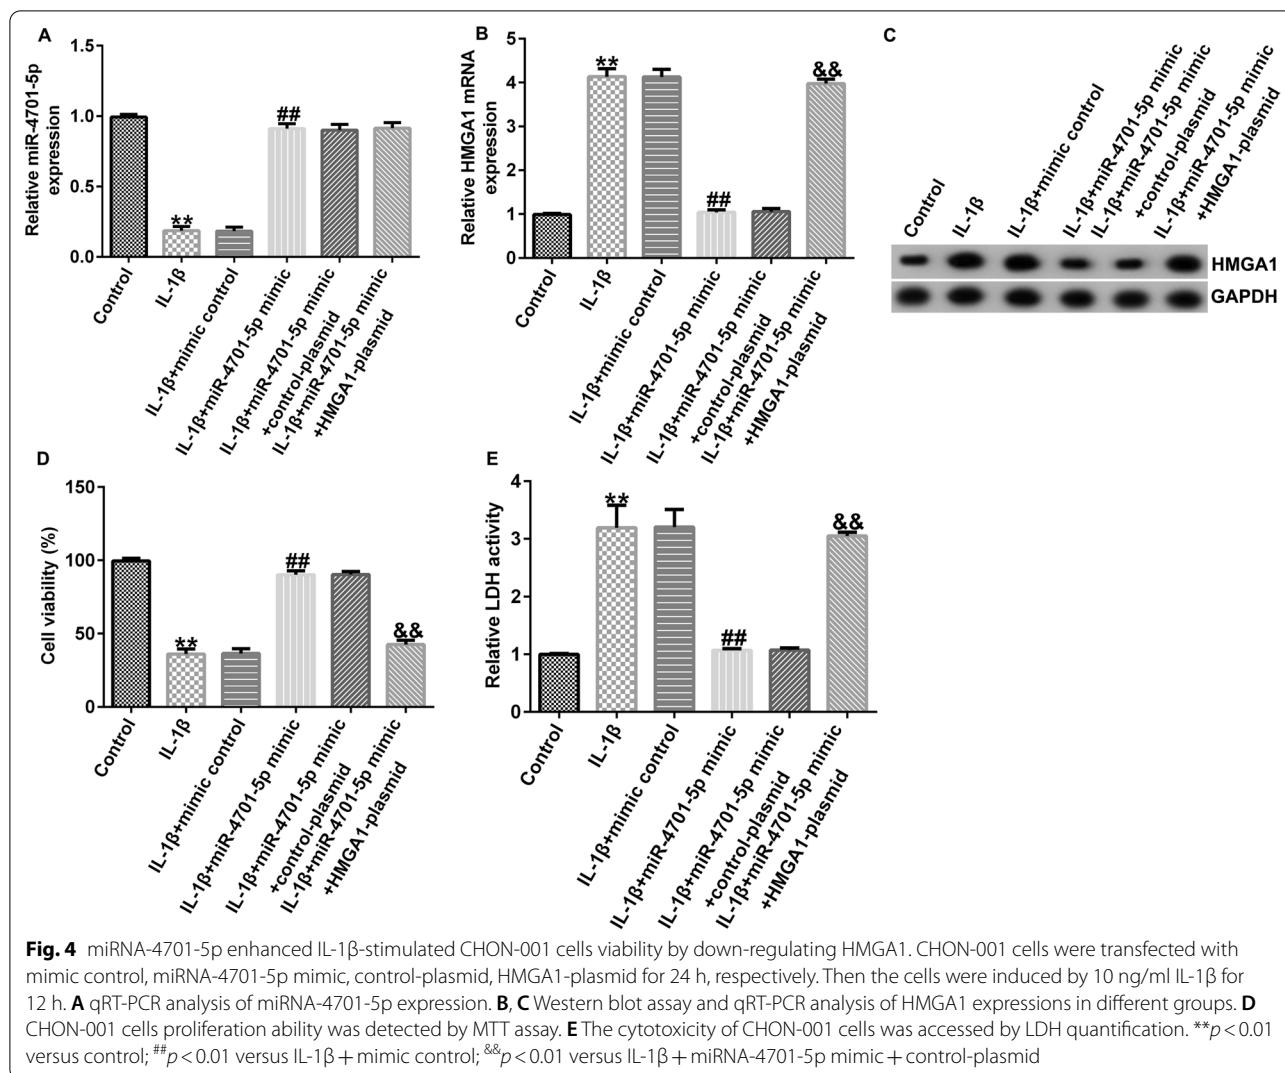 A
Relative miR-4701-5p
expression
1.5
1.0
0.5
0.0
**
##
Control
IL-1β
IL-1β+mimic control
IL-1β+miR-4701-5p mimic
IL-1β+miR-4701-5p mimic
+control-plasmid
IL-1β+miR-4701-5p mimic
+HMGA1-plasmid
B
Relative HMGA1 mRNA
expression
5
4
3
2
1
0
**
##
&&
Control
IL-1β
IL-1β+mimic control
IL-1β+miR-4701-5p mimic
IL-1β+miR-4701-5p mimic
+control-plasmid
IL-1β+miR-4701-5p mimic
+HMGA1-plasmid
C
Control
IL-1β
IL-1β+mimic control
IL-1β+miR-4701-5p mimic
IL-1β+miR-4701-5p mimic
+control-plasmid
IL-1β+miR-4701-5p mimic
+HMGA1-plasmid
HMGA1
GAPDH
D
Cell viability (%)
150
100
50
0
**
##
&&
Control
IL-1β
IL-1β+mimic control
IL-1β+miR-4701-5p mimic
IL-1β+miR-4701-5p mimic
+control-plasmid
IL-1β+miR-4701-5p mimic
+HMGA1-plasmid
E
Relative LDH activity
4
3
2
1
0
**
##
&&
Control
IL-1β
IL-1β+mimic control
IL-1β+miR-4701-5p mimic
IL-1β+miR-4701-5p mimic
+control-plasmid
IL-1β+miR-4701-5p mimic
+HMGA1-plasmid
Fig. 4 miRNA-4701-5p enhanced IL-1β-stimulated CHON-001 cells viability by down-regulating HMGA1. CHON-001 cells were transfected with
mimic control, miRNA-4701-5p mimic, control-plasmid, HMGA1-plasmid for 24 h, respectively. Then the cells were induced by 10 ng/ml IL-1β for
12 h. A qRT-PCR analysis of miRNA-4701-5p expression. B, C Western blot assay and qRT-PCR analysis of HMGA1 expressions in different groups. D
CHON-001 cells proliferation ability was detected by MTT assay. E The cytotoxicity of CHON-001 cells was accessed by LDH quantification. **p < 0.01
versus control; ##p < 0.01 versus IL-1β + mimic control; &&p < 0.01 versus IL-1β + miRNA-4701-5p mimic + control-plasmid